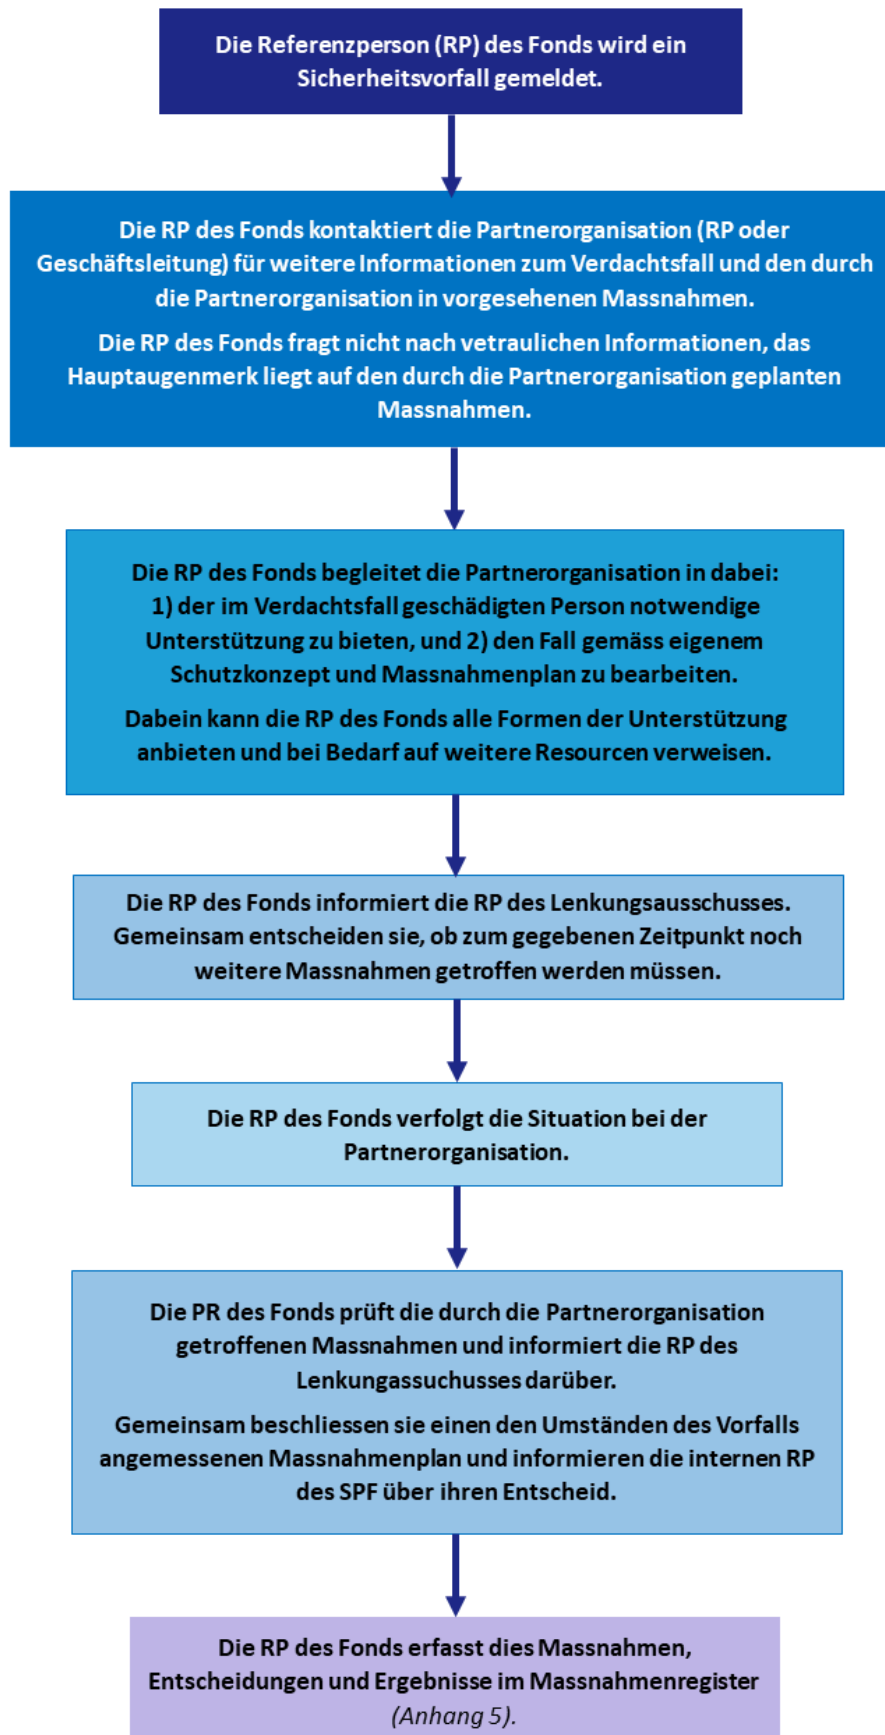 Die Referenzperson (RP) des Fonds wird ein
Sicherheitsvorfall gemeldet.
Die RP des Fonds kontaktiert die Partnerorganisation (RP oder
Geschäftsleitung) für weitere Informationen zum Verdachtsfall und den durch
die Partnerorganisation in vorgesehenen Massnahmen.
Die RP des Fonds fragt nicht nach vetraulichen Informationen, das
Hauptaugenmerk liegt auf den durch die Partnerorganisation geplanten
Massnahmen.
Die RP des Fonds begleitet die Partnerorganisation in dabei:
1) der im Verdachtsfall geschädigten Person notwendige
Unterstützung zu bieten, und 2) den Fall gemäss eigenem
Schutzkonzept und Massnahmenplan zu bearbeiten.
Dabein kann die RP des Fonds alle Formen der Unterstützung
anbieten und bei Bedarf auf weitere Resourcen verweisen.
Die RP des Fonds informiert die RP des Lenkungsausschusses.
Gemeinsam entscheiden sie, ob zum gegebenen Zeitpunkt noch
weitere Massnahmen getroffen werden müssen.
Die RP des Fonds verfolgt die Situation bei der
Partnerorganisation.
Die PR des Fonds prüft die durch die Partnerorganisation
getroffenen Massnahmen und informiert die RP des
Lenkungassuchusses darüber.
Gemeinsam beschliessen sie einen den Umständen des Vorfalls
angemessenen Massnahmenplan und informieren die internen RP
des SPF über ihren Entscheid.
Die RP des Fonds erfasst dies Massnahmen,
Entscheidungen und Ergebnisse im Massnahmenregister
(Anhang 5).